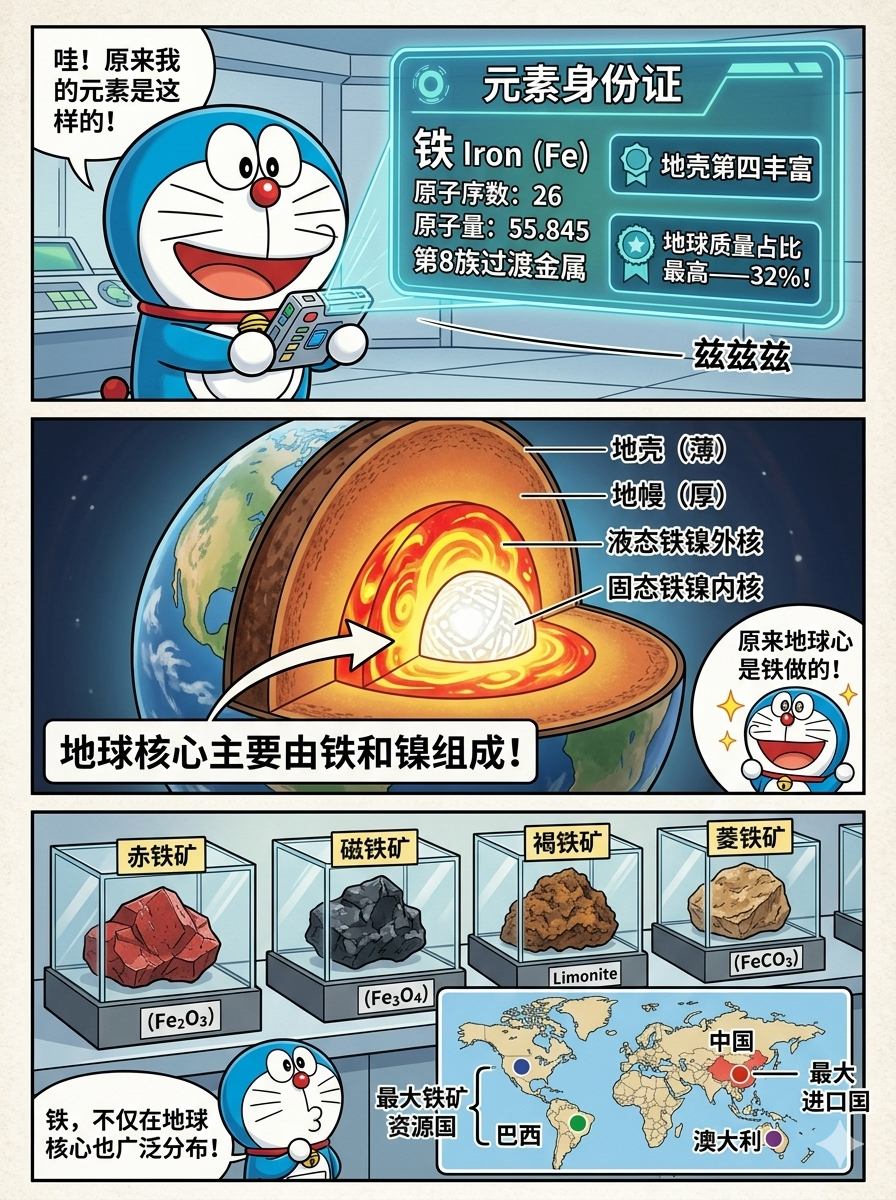 哇！原来我
的元素是这
样的！
元素身份证
铁 Iron (Fe)
原子序数：26
原子量：55.845
第8族过渡金属
地壳第四丰富
地球质量占比
最高——32%！
兹兹兹
地壳（薄）
地幔（厚）
液态铁镍外核
固态铁镍内核
原来地球心
是铁做的！
地球核心主要由铁和镍组成！
赤铁矿
磁铁矿
褐铁矿
菱铁矿
(Fe₂O₃)
(Fe₃O₄)
Limonite
(FeCO₃)
铁，不仅在地球
核心也广泛分布！
最大铁矿
资源国
中国
最大
进口国
巴西
澳大利